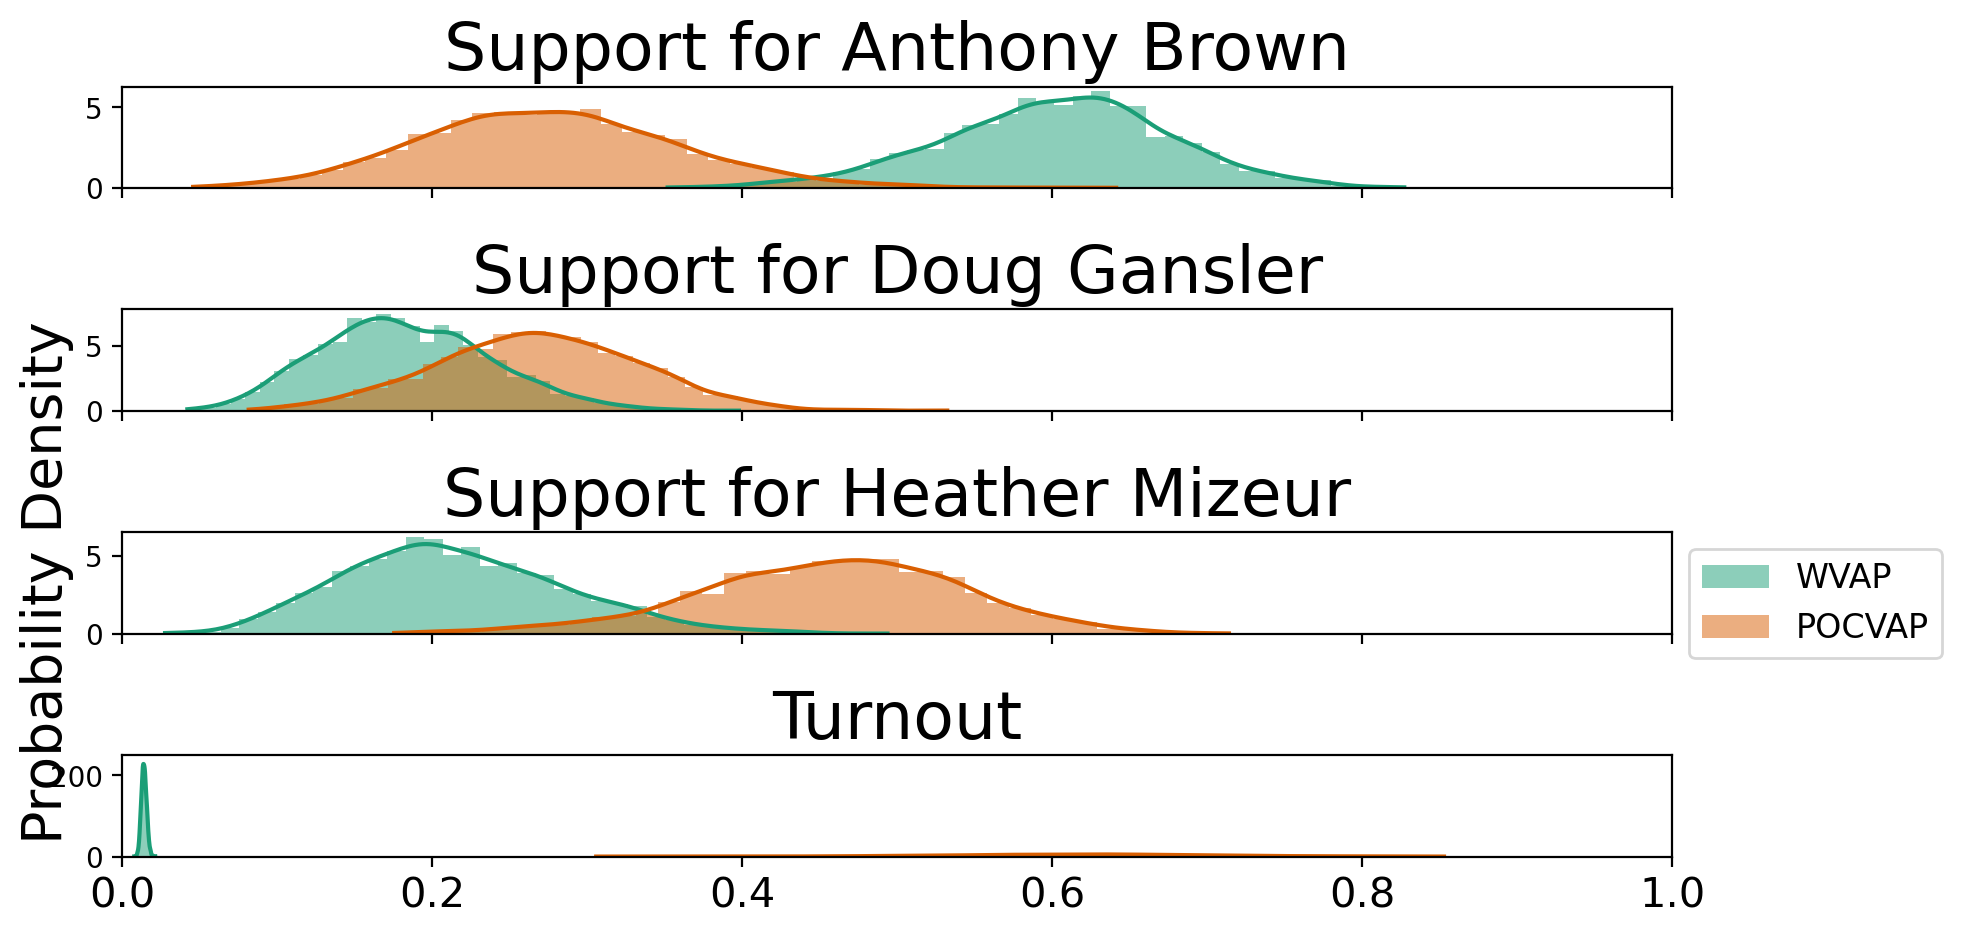 Support for Anthony Brown
5
0
Support for Doug Gansler
5
0
Support for Heather Mizeur
5
0
WVAP
POCVAP
Turnout
200
0
0.0 0.2 0.4 0.6 0.8 1.0
Probability Density